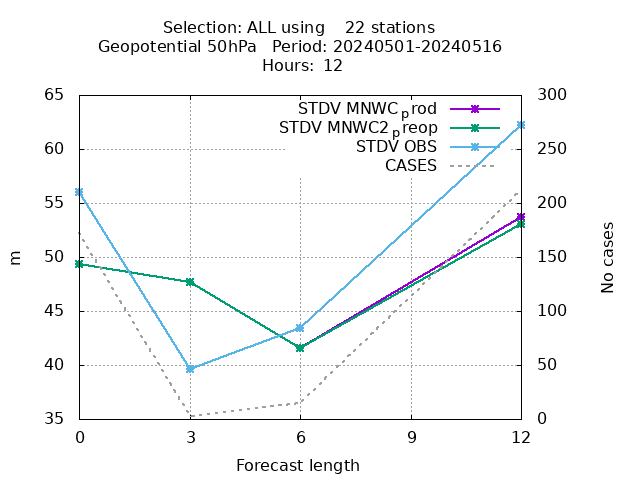 Selection: ALL using    22 stations
Geopotential 50hPa   Period: 20240501-20240516
Hours:  12
65
60
55
50
45
40
35
m
STDV MNWC_prod
STDV MNWC2_preop
STDV OBS
CASES
300
250
200
150
100
50
0
No cases
0 3 6 9 12
Forecast length